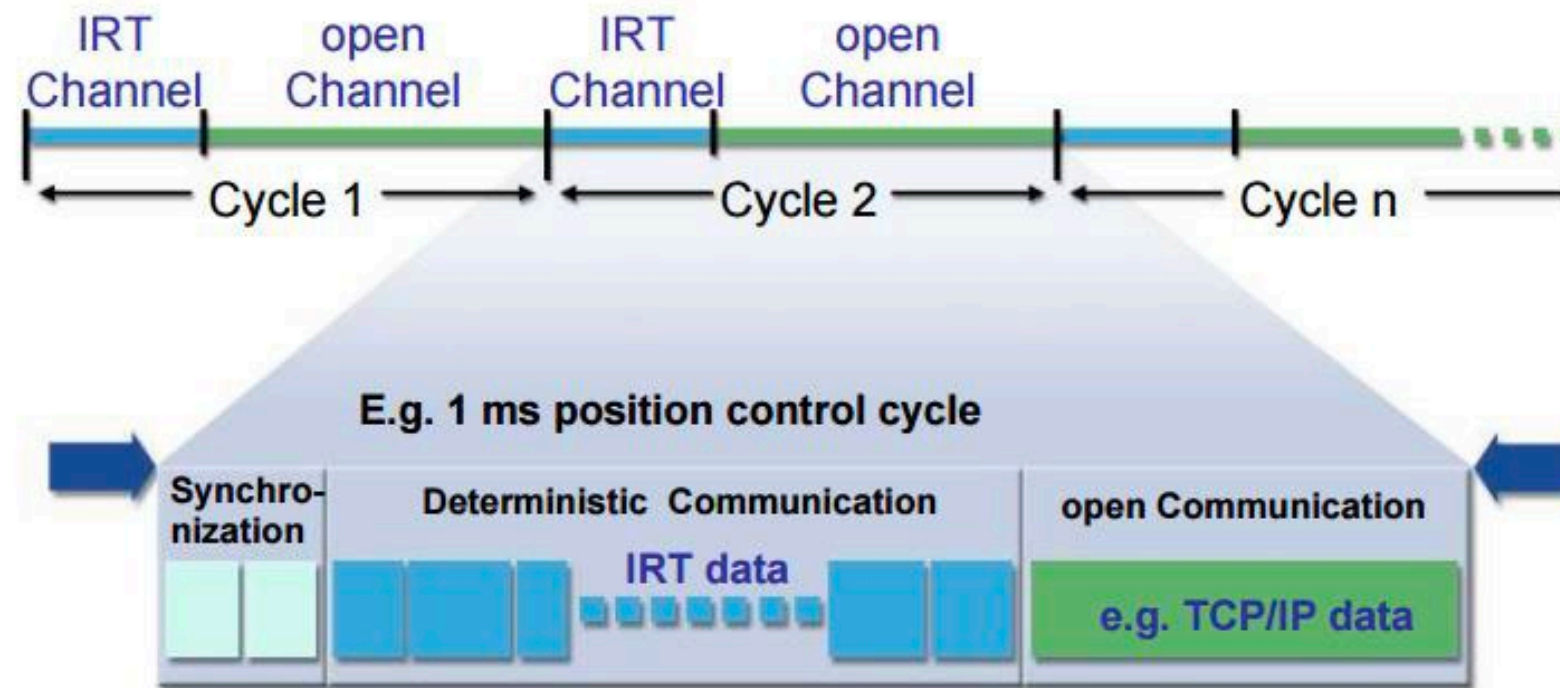 IRT
Channel
open
Channel
IRT
Channel
open
Channel
Cycle 1
Cycle 2
Cycle n
E.g. 1 ms position control cycle
Synchro-
nization
Deterministic Communication
open Communication
IRT data
e.g. TCP/IP data